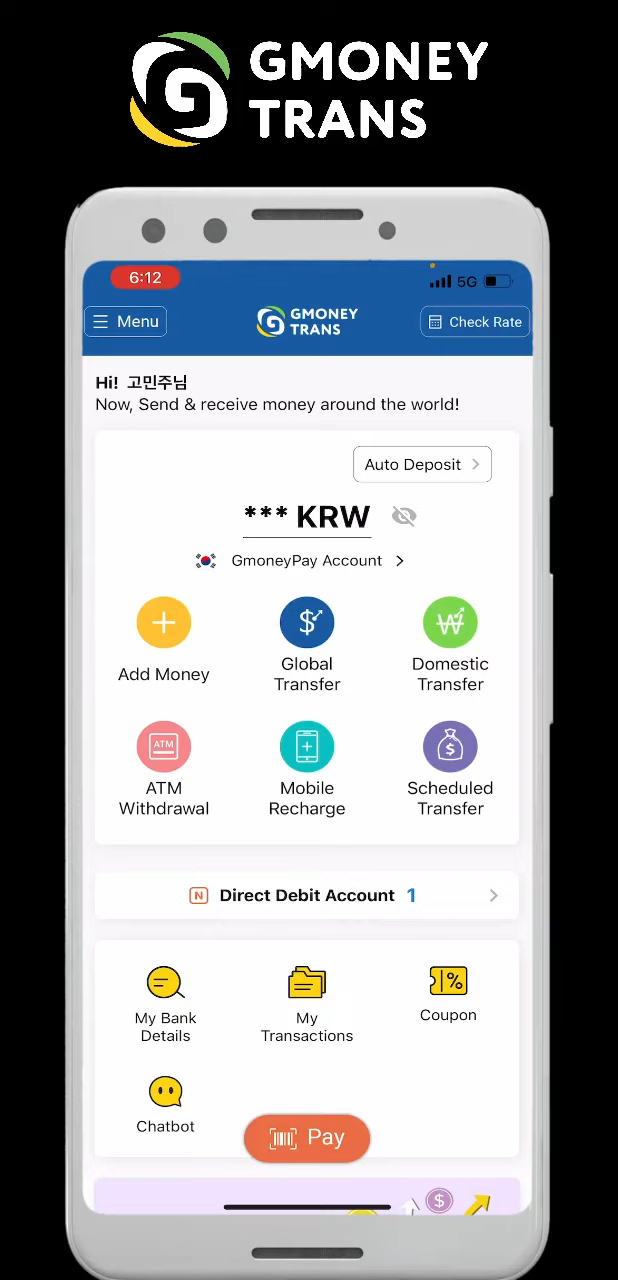 GMONEY
TRANS
6:12
5G
Menu
GMONEY
TRANS
Check Rate
Hi! 고민주님
Now, Send & receive money around the world!
Auto Deposit
*** KRW
GmoneyPay Account
Add Money
Global
Transfer
Domestic
Transfer
ATM
ATM
Withdrawal
Mobile
Recharge
Scheduled
Transfer
N Direct Debit Account 1
My Bank
Details
My
Transactions
Coupon
Chatbot
Pay